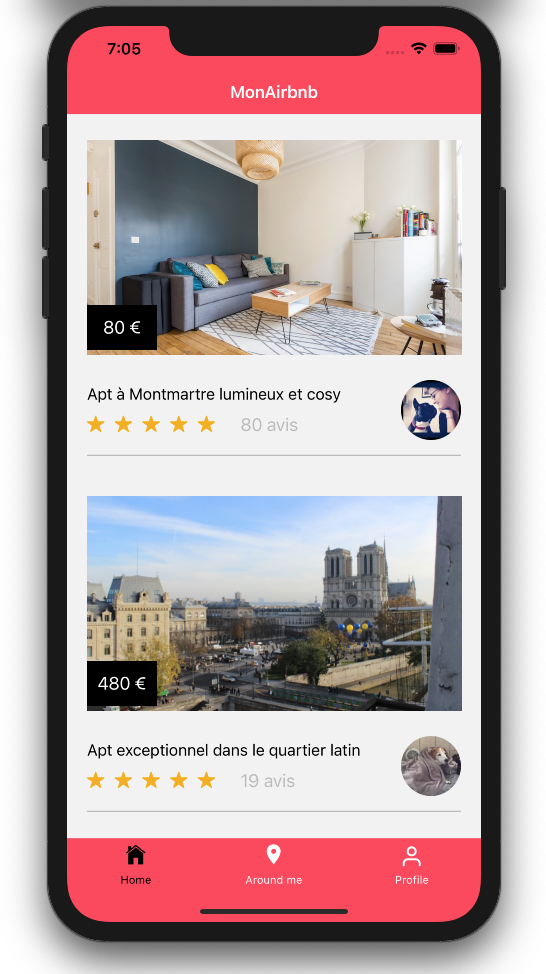 7:05
MonAirbnb
80 €
Apt à Montmartre lumineux et cosy
80 avis
480 €
Apt exceptionnel dans le quartier latin
19 avis
Home
Around me
Profile